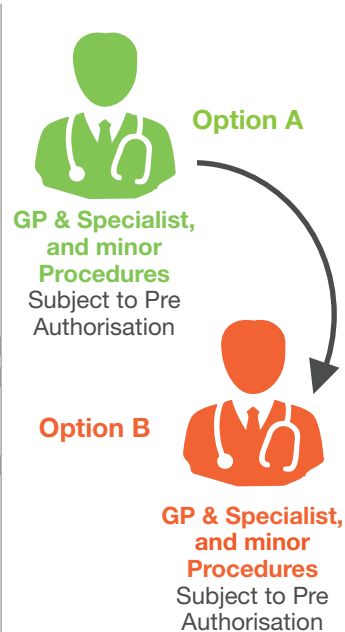 Option A
GP & Specialist,
and minor
Procedures
Subject to Pre
Authorisation
Option B
GP & Specialist,
and minor
Procedures
Subject to Pre
Authorisation